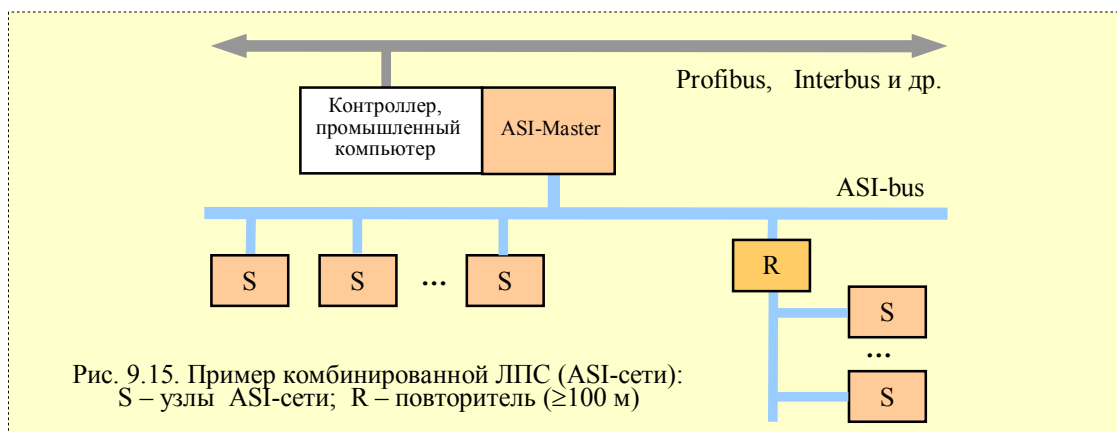 Profibus, Interbus и др.
Контроллер,
промышленный
компьютер
ASI-Master
ASI-bus
S
S
...
S
R
S
...
S
Рис. 9.15. Пример комбинированной ЛПС (ASI-сети):
S – узлы ASI-сети; R – повторитель (≥100 м)